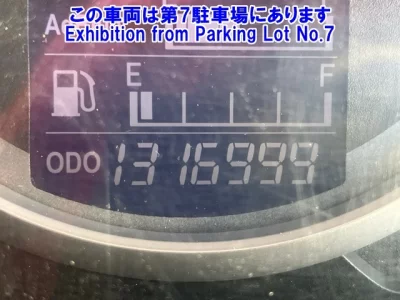 この車両は第7駐車場にあります
Exhibition from Parking Lot No.7
E F
ODO 1316999